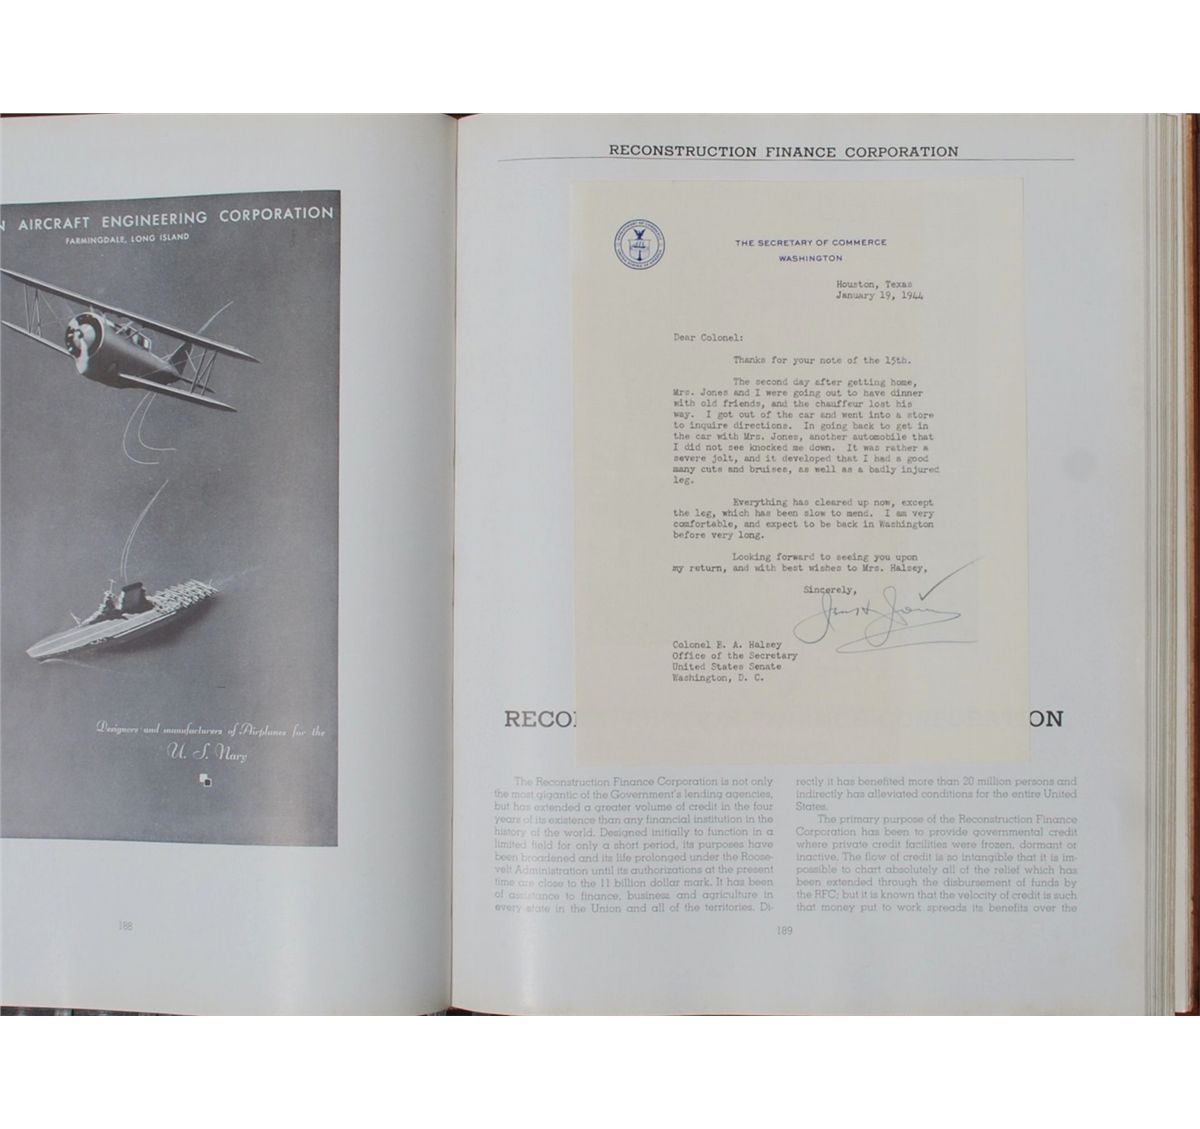 N AIRCRAFT ENGINEERING CORPORATION
FARMINGDALE, LONG ISLAND
Designers and manufacturers of Airplanes for the
U. S. Navy
188
RECONSTRUCTION FINANCE CORPORATION
THE SECRETARY OF COMMERCE
WASHINGTON
Houston, Texas
January 19, 1944
Dear Colonel:
Thanks for your note of the 15th.
The second day after getting home,
Mrs. Jones and I were going out to have dinner
with old friends, and the chauffeur lost his
way. I got out of the car and went into a store
to inquire directions. In going back to get in
the car with Mrs. Jones, another automobile that
I did not see knocked me down. It was rather a
severe jolt, and it developed that I had a good
many cuts and bruises, as well as a badly injured
leg.
Everything has cleared up now, except
the leg, which has been slow to mend. I am very
comfortable, and expect to be back in Washington
before very long.
Looking forward to seeing you upon
my return, and with best wishes to Mrs. Halsey,
Sincerely,
Colonel E. A. Halsey
Office of the Secretary
United States Senate
Washington, D. C.
RECO ON
The Reconstruction Finance Corporation is not only
the most gigantic of the Government's lending agencies,
but has extended a greater volume of credit in the four
years of its existence than any financial institution in the
history of the world. Designed initially to function in a
limited field for only a short period, its purposes have
been broadened and its life prolonged under the Roose-
velt Administration until its authorizations at the present
time are close to the 11 billion dollar mark. It has been
of assistance to finance, business and agriculture in
every state in the Union and all of the territories. Di-
rectly it has benefited more than 20 million persons and
indirectly has alleviated conditions for the entire United
States.
The primary purpose of the Reconstruction Finance
Corporation has been to provide governmental credit
where private credit facilities were frozen, dormant or
inactive. The flow of credit is so intangible that it is im-
possible to chart absolutely all of the relief which has
been extended through the disbursement of funds by
the RFC; but it is known that the velocity of credit is such
that money put to work spreads its benefits over the
189